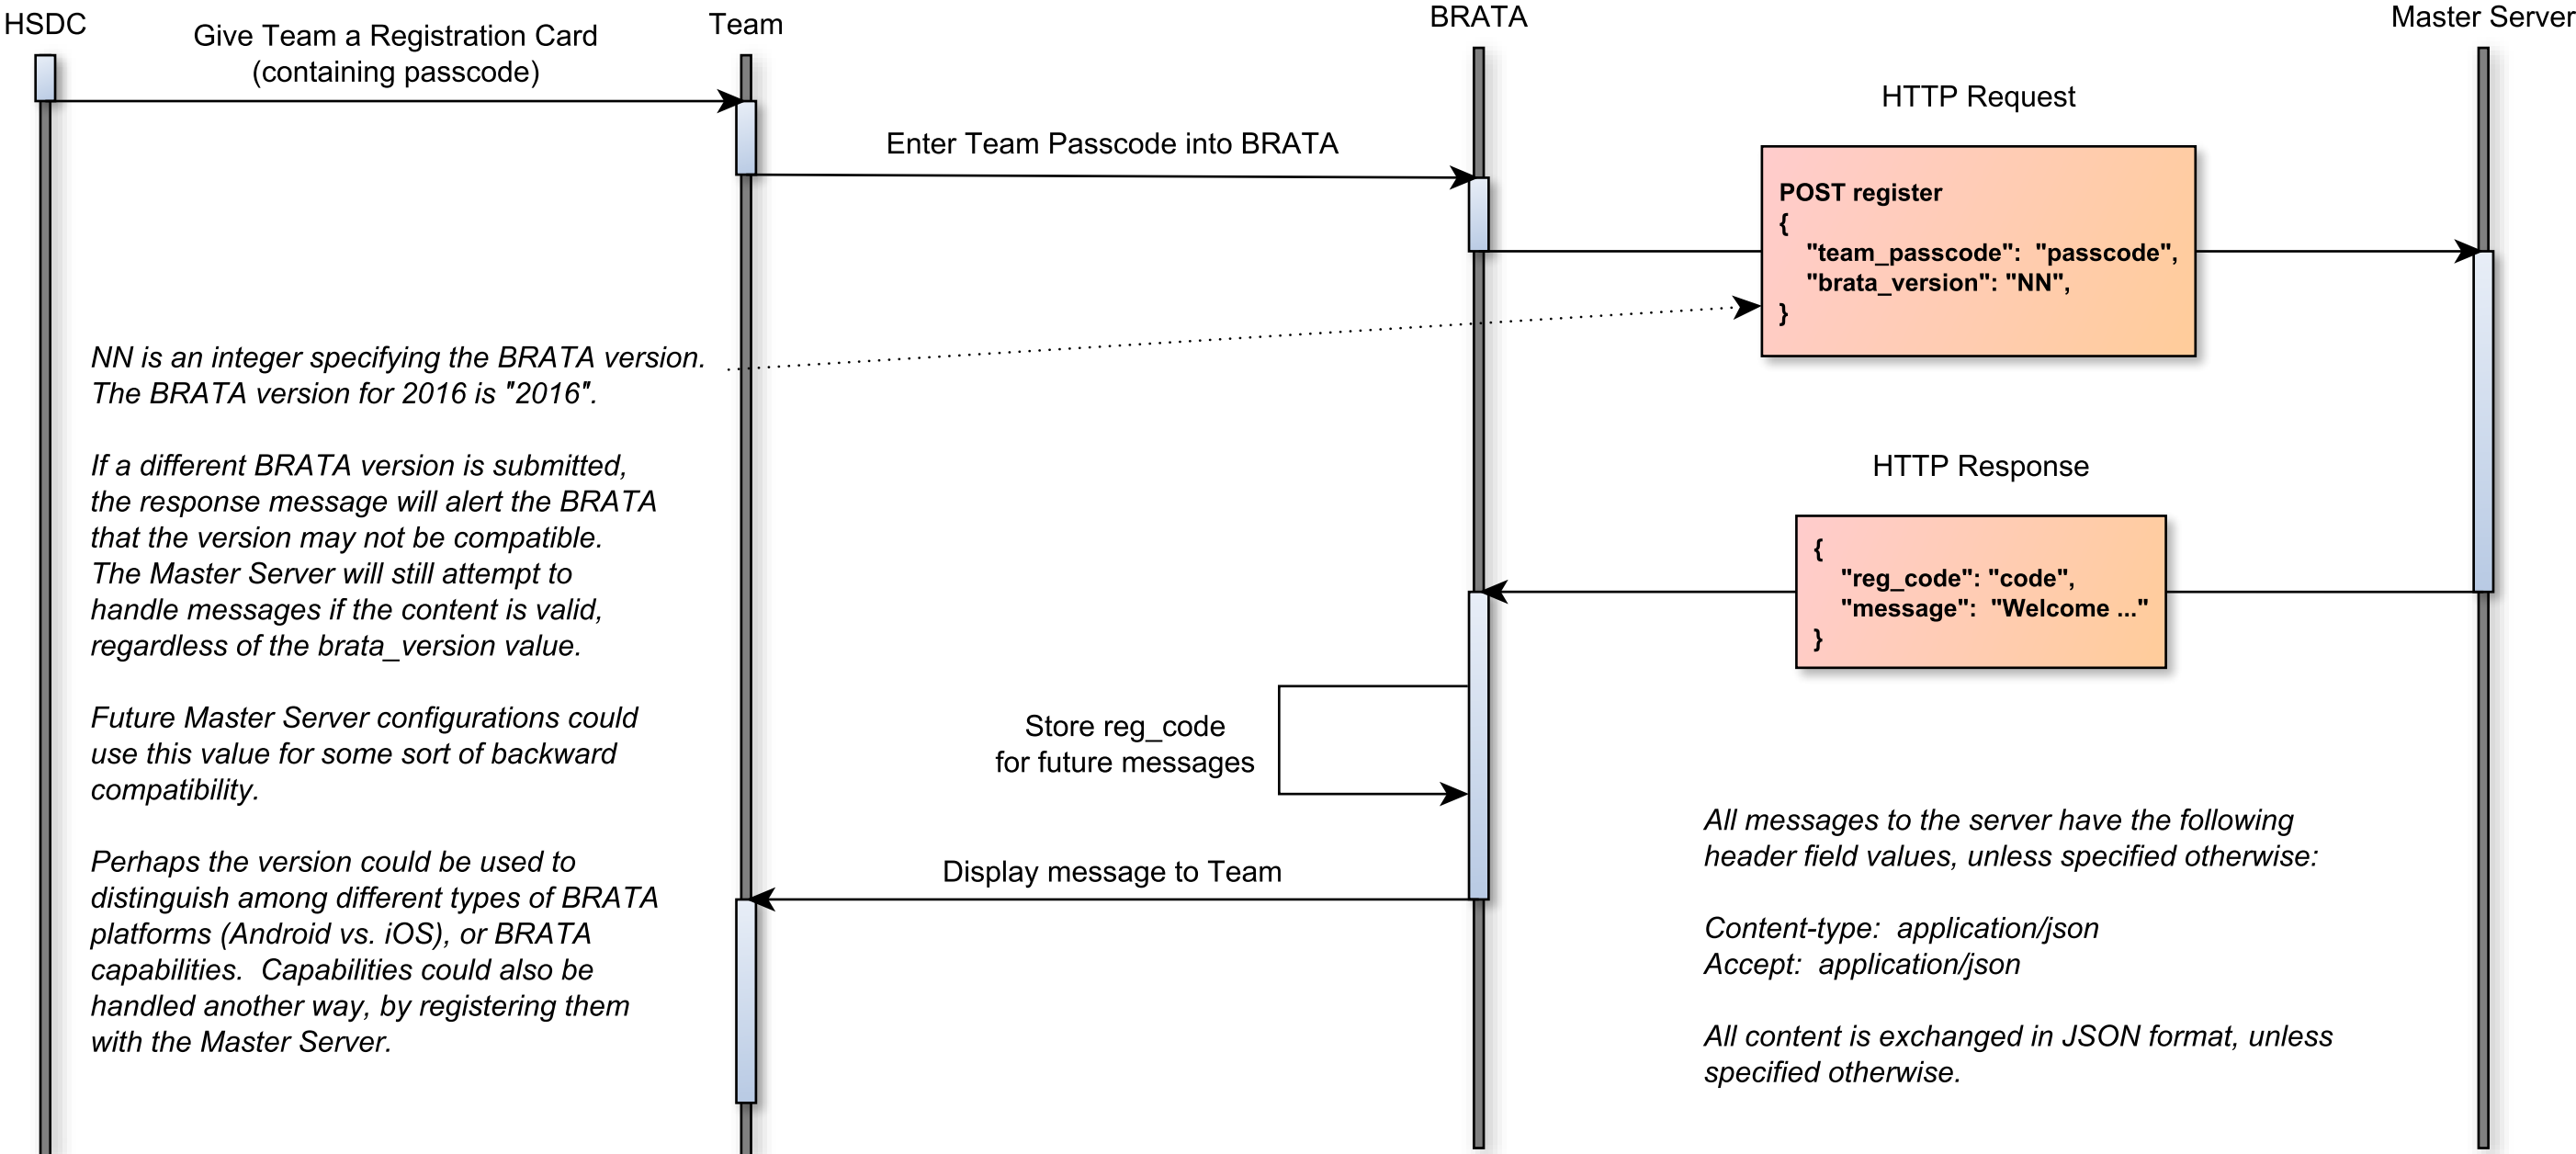 HSDC
Team
BRATA
Master Server
Give Team a Registration Card
(containing passcode)
Enter Team Passcode into BRATA
HTTP Request
POST register
{
"team_passcode":  "passcode",
"brata_version": "NN",
}
NN is an integer specifying the BRATA version.
The BRATA version for 2016 is "2016".
If a different BRATA version is submitted,
the response message will alert the BRATA
that the version may not be compatible.
The Master Server will still attempt to
handle messages if the content is valid,
regardless of the brata_version value.
Future Master Server configurations could
use this value for some sort of backward
compatibility.
Perhaps the version could be used to
distinguish among different types of BRATA
platforms (Android vs. iOS), or BRATA
capabilities.  Capabilities could also be
handled another way, by registering them
with the Master Server.
HTTP Response
{
"reg_code": "code",
"message":  "Welcome ..."
}
Store reg_code
for future messages
Display message to Team
All messages to the server have the following
header field values, unless specified otherwise:
Content-type:  application/json
Accept:  application/json
All content is exchanged in JSON format, unless
specified otherwise.